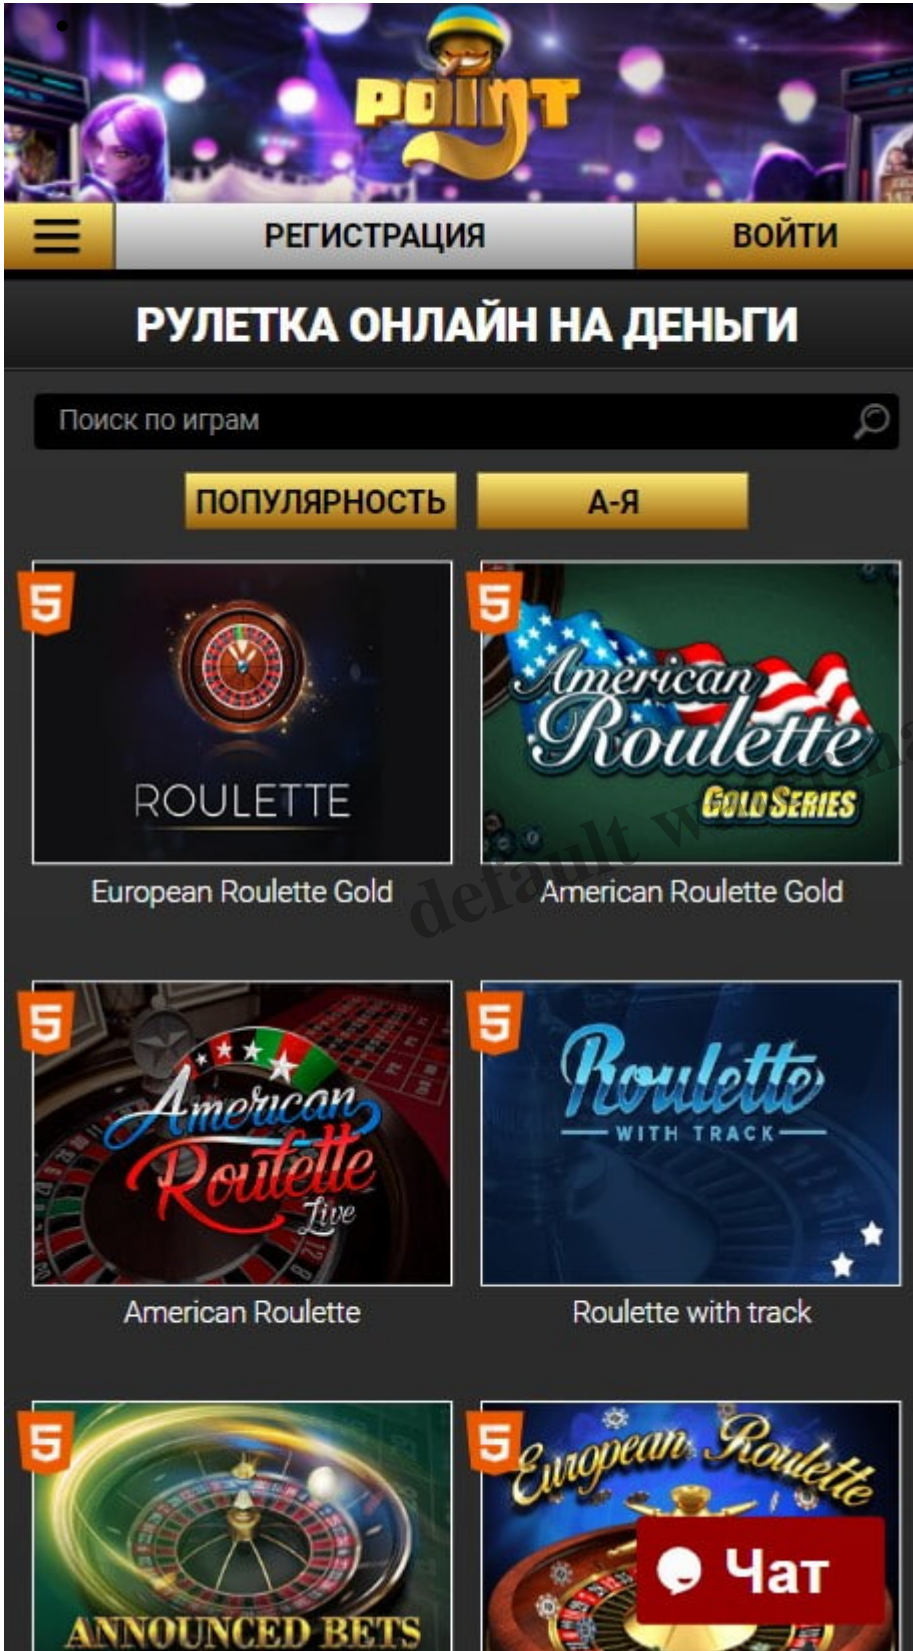 POINT
РЕГИСТРАЦИЯ
ВОЙТИ
РУЛЕТКА ОНЛАЙН НА ДЕНЬГИ
Поиск по играм
ПОПУЛЯРНОСТЬ
А-Я
5
ROULETTE
European Roulette Gold
5
American
Roulette
GOLD SERIES
American Roulette Gold
default
5
American
Roulette
Live
American Roulette
5
Roulette
WITH TRACK
Roulette with track
5
ANNOUNCED BETS
5
European Roulette
Чат